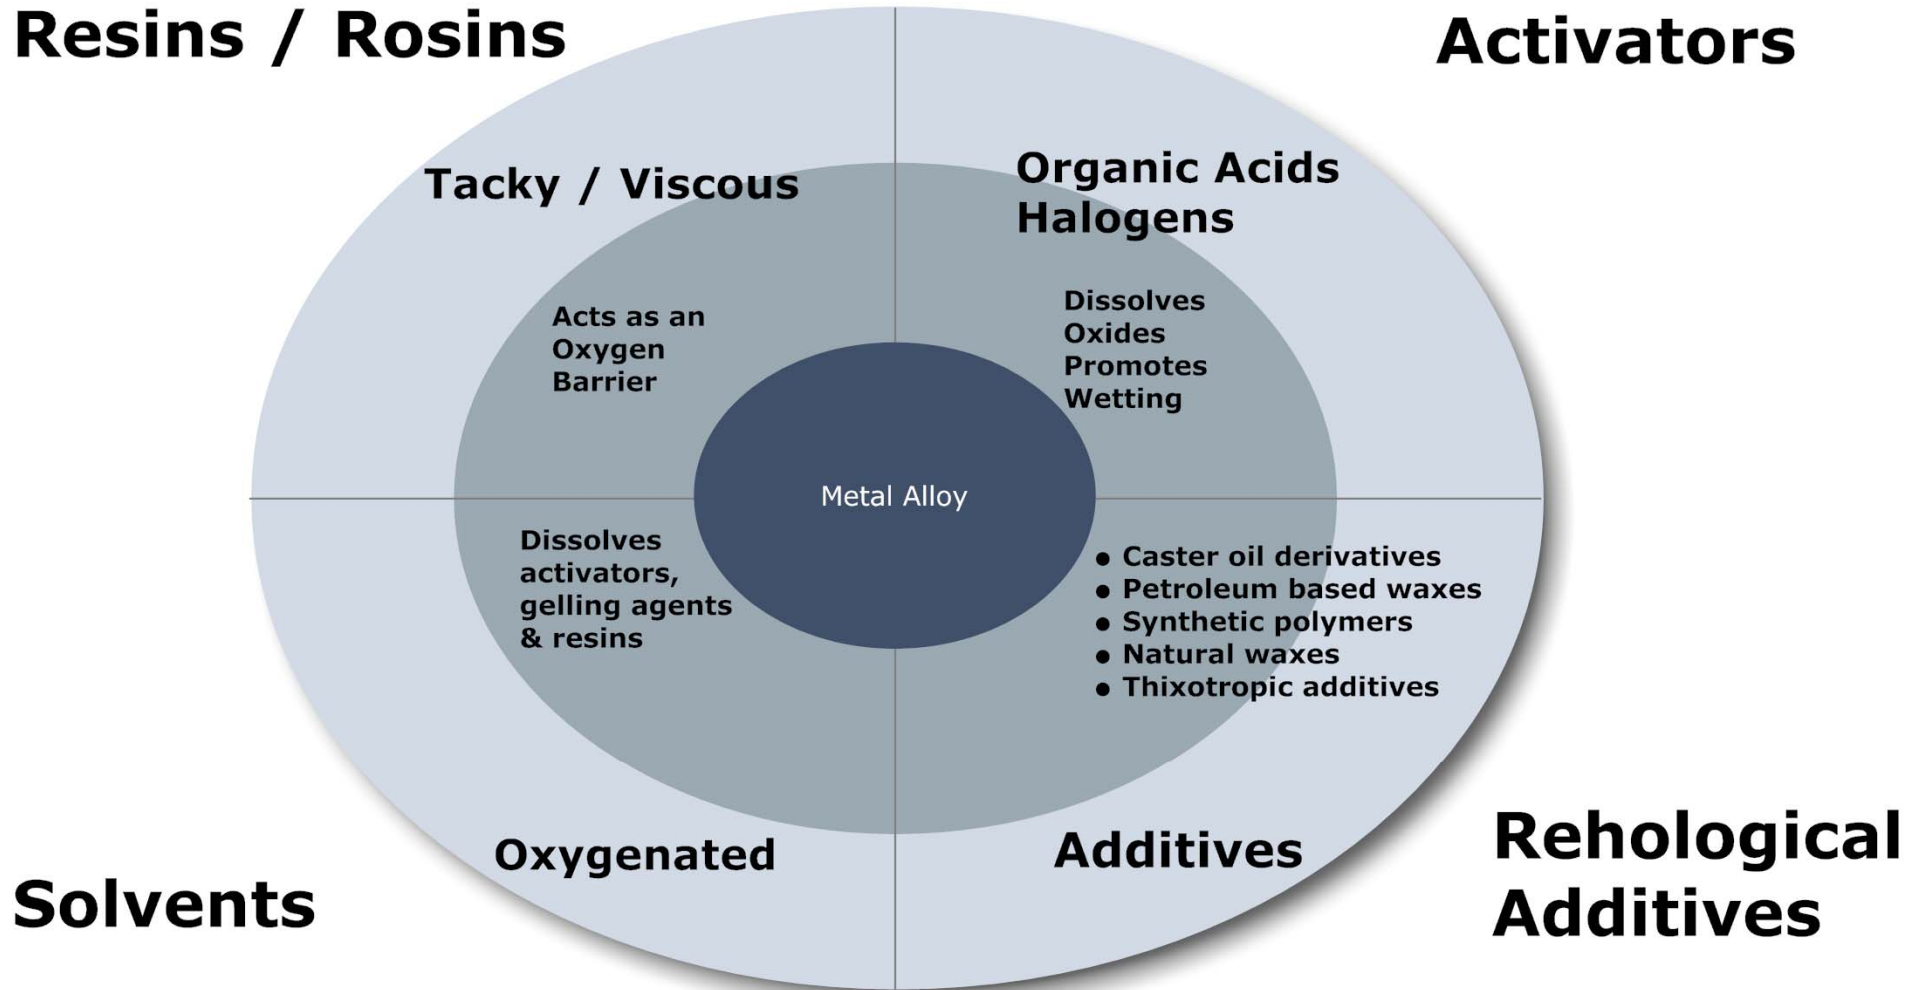 Resins / Rosins
Activators
Tacky / Viscous
Organic Acids
Halogens
Acts as an
Oxygen
Barrier
Dissolves
Oxides
Promotes
Wetting
Metal Alloy
Dissolves
activators,
gelling agents
& resins
● Caster oil derivatives
● Petroleum based waxes
● Synthetic polymers
● Natural waxes
● Thixotropic additives
Oxygenated
Additives
Solvents
Rehological
Additives